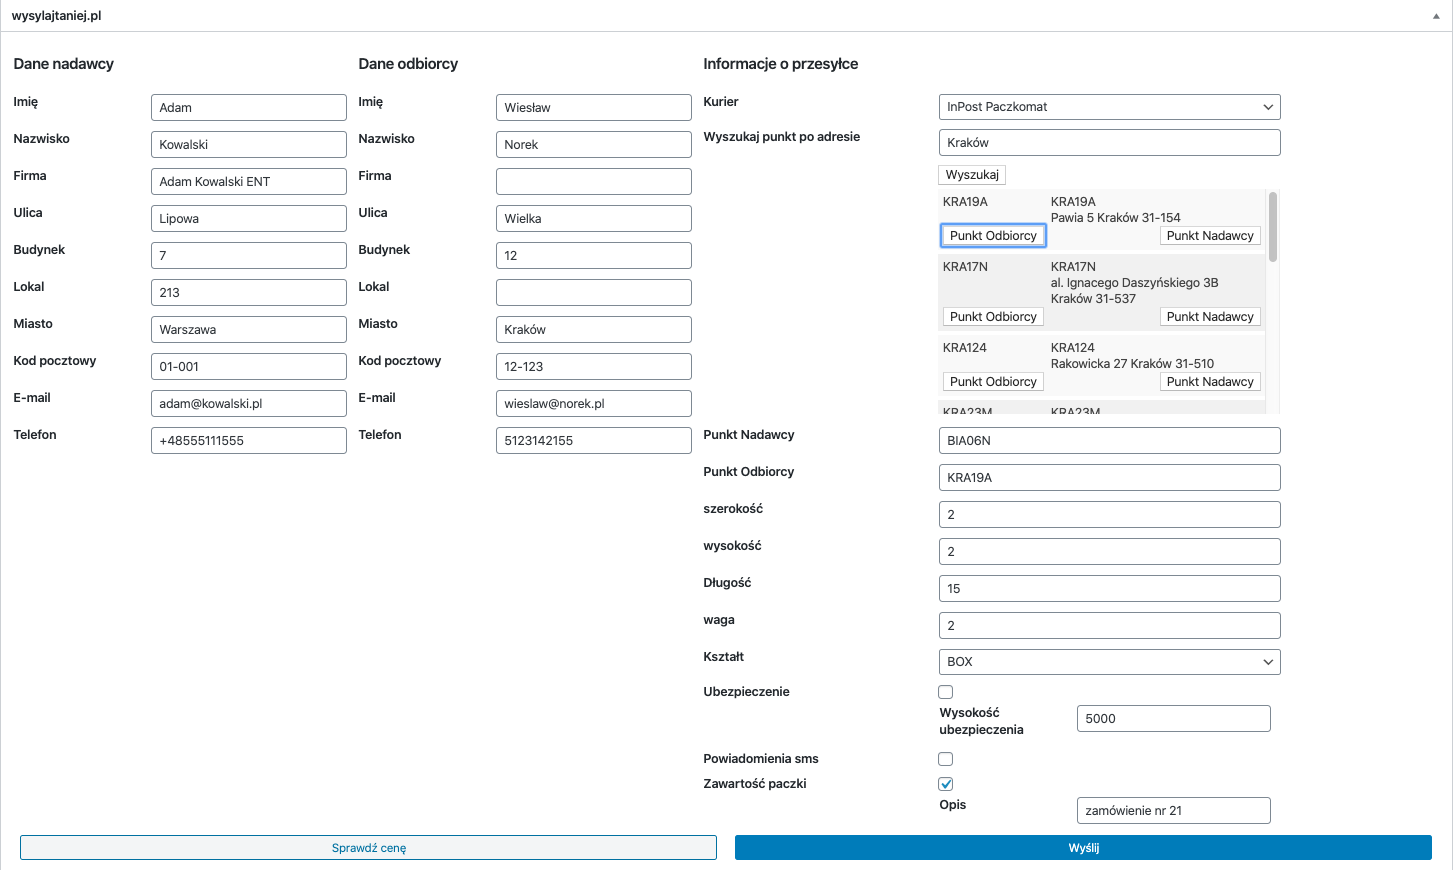 wysylajtaniej.pl
Dane nadawcy
Imię
Adam
Nazwisko
Kowalski
Firma
Adam Kowalski ENT
Ulica
Lipowa
Budynek
7
Lokal
213
Miasto
Warszawa
Kod pocztowy
01-001
E-mail
adam@kowalski.pl
Telefon
+48555111555
Dane odbiorcy
Imię
Wiesław
Nazwisko
Norek
Firma
Ulica
Wielka
Budynek
12
Lokal
Miasto
Kraków
Kod pocztowy
12-123
E-mail
wieslaw@norek.pl
Telefon
5123142155
Informacje o przesyłce
Kurier
InPost Paczkomat
Wyszukaj punkt po adresie
Kraków
Wyszukaj
KRA19A
KRA19A
Pawia 5 Kraków 31-154
Punkt Odbiorcy
Punkt Nadawcy
KRA17N
KRA17N
al. Ignacego Daszyńskiego 3B
Kraków 31-537
Punkt Odbiorcy
Punkt Nadawcy
KRA124
KRA124
Rakowicka 27 Kraków 31-510
Punkt Odbiorcy
Punkt Nadawcy
KRA23M
KRA23M
Punkt Nadawcy
BIA06N
Punkt Odbiorcy
KRA19A
szerokość
2
wysokość
2
Długość
15
waga
2
Kształt
BOX
Ubezpieczenie
Wysokość
ubezpieczenia
5000
Powiadomienia sms
Zawartość paczki
Opis
zamówienie nr 21
Sprawdź cenę
Wyślij